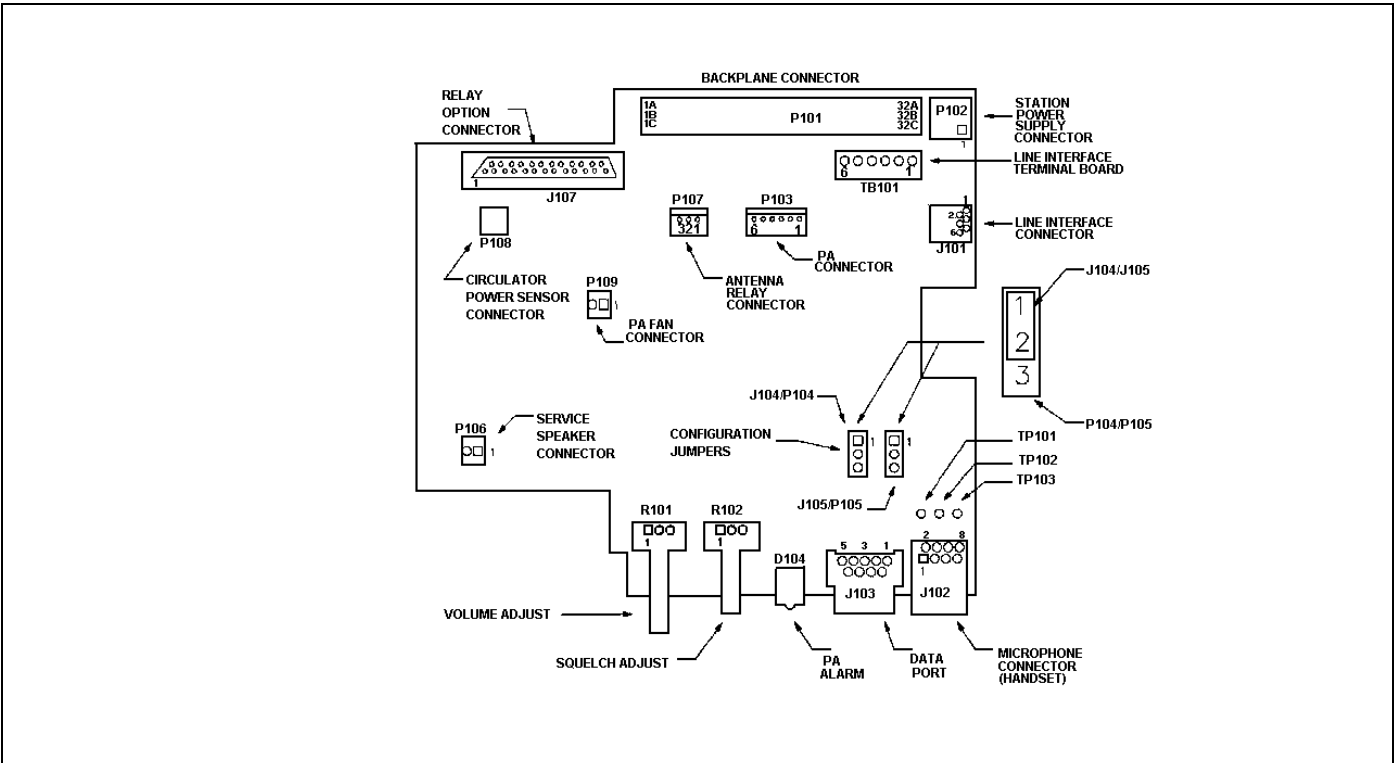 BACKPLANE CONNECTOR
RELAY
OPTION
CONNECTOR
1A
1B
1C
P101
32A
32B
32C
P102
1
STATION
POWER
SUPPLY
CONNECTOR
1
J107
6
1
TB101
LINE INTERFACE
TERMINAL BOARD
P108
CIRCULATOR
POWER SENSOR
CONNECTOR
P107
321
ANTENNA
RELAY
CONNECTOR
P103
6
1
PA
CONNECTOR
1
2
6
J101
LINE INTERFACE
CONNECTOR
P109
1
PA FAN
CONNECTOR
J104/J105
1
2
3
P104/P105
J104/P104
CONFIGURATION
JUMPERS
1
1
J105/P105
P106
1
SERVICE
SPEAKER
CONNECTOR
TP101
TP102
TP103
R101
1
R102
1
D104
5 3 1
J103
2 8
1
J102
VOLUME ADJUST
SQUELCH ADJUST
PA
ALARM
DATA
PORT
MICROPHONE
CONNECTOR
(HANDSET)